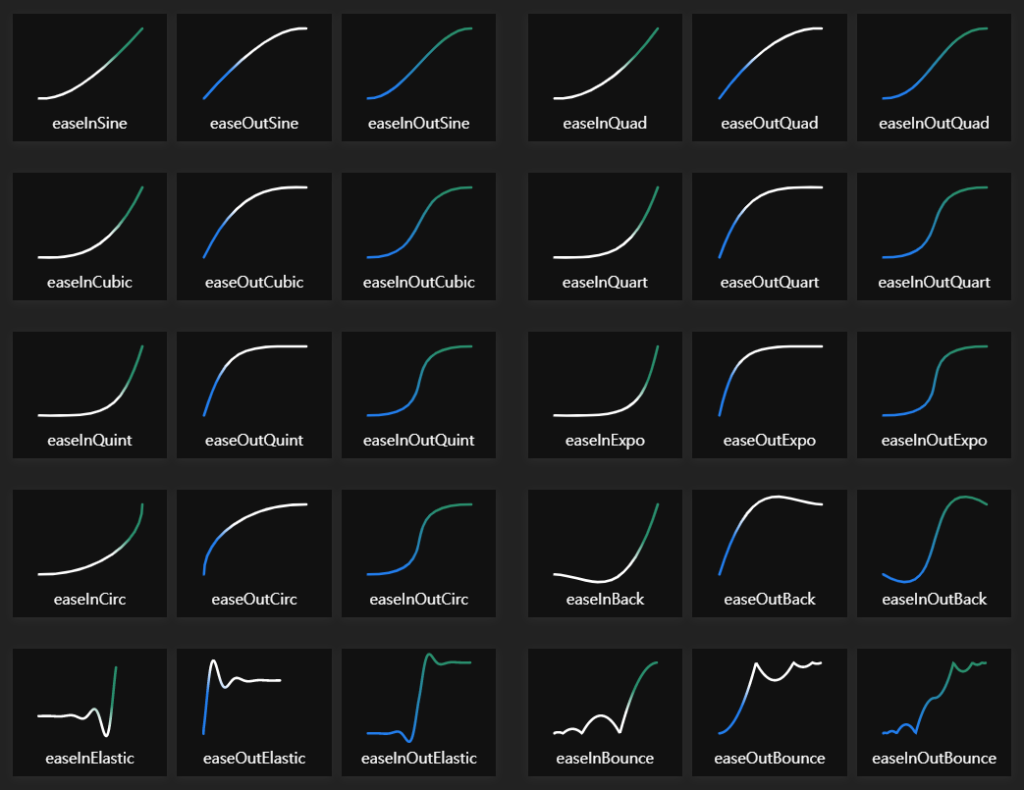 easeInSine
easeOutSine
easeInOutSine
easeInQuad
easeOutQuad
easeInOutQuad
easeInCubic
easeOutCubic
easeInOutCubic
easeInQuart
easeOutQuart
easeInOutQuart
easeInQuint
easeOutQuint
easeInOutQuint
easeInExpo
easeOutExpo
easeInOutExpo
easeInCirc
easeOutCirc
easeInOutCirc
easeInBack
easeOutBack
easeInOutBack
easeInElastic
easeOutElastic
easeInOutElastic
easeInBounce
easeOutBounce
easeInOutBounce